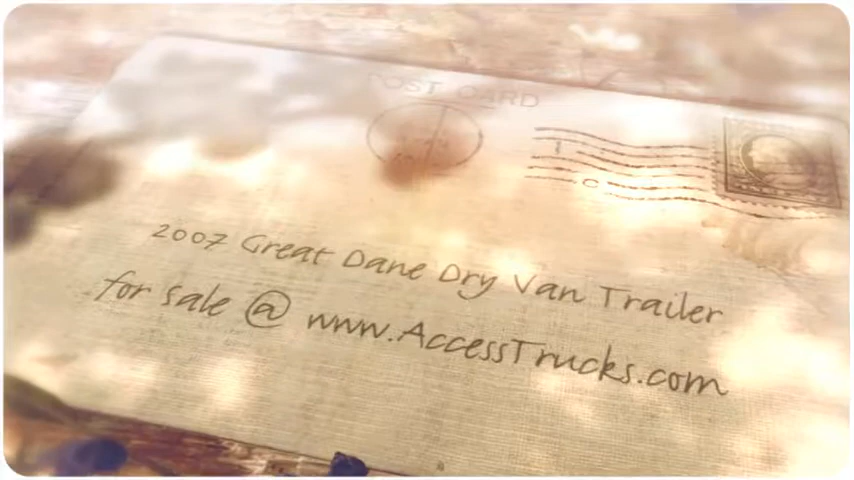 POST CARD
2007 Great Dane Dry Van Trailer
for sale @ www.AccessTrucks.com